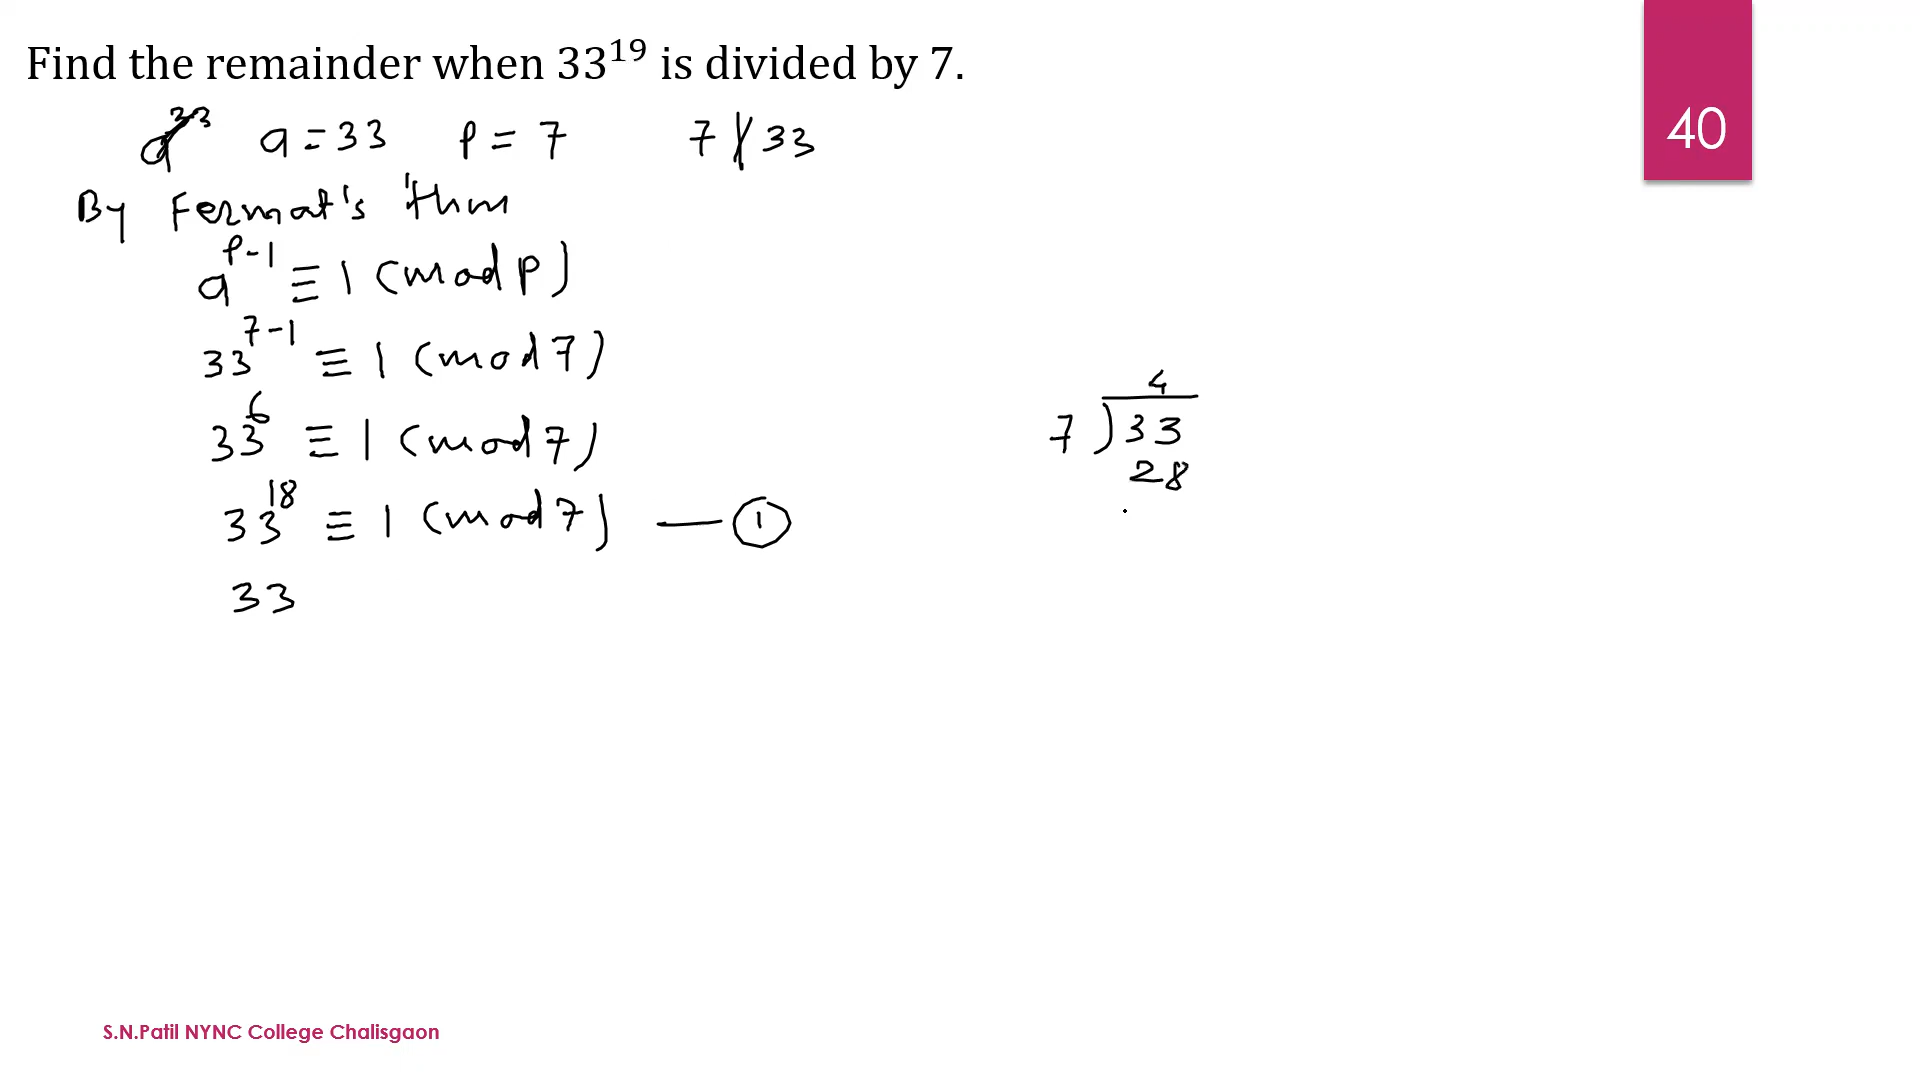 Find the remainder when 33^19 is divided by 7.
40
a = 33 p = 7 7 ∤ 33
By Fermat's thm
a^p-1 ≡ 1 (mod p)
33^7-1 ≡ 1 (mod 7)
33^6 ≡ 1 (mod 7)
33^18 ≡ 1 (mod 7) — ①
33
4
7 ) 33
28
S.N.Patil NYNC College Chalisgaon